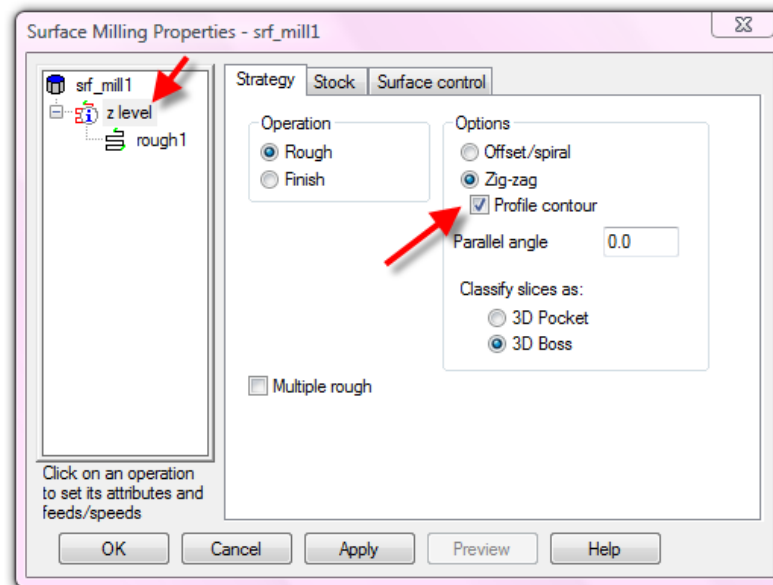 Surface Milling Properties - srf_mill1
srf_mill1
z level
rough1
Click on an operation
to set its attributes and
feeds/speeds
Strategy
Stock
Surface control
Operation
Rough
Finish
Options
Offset/spiral
Zig-zag
Profile contour
Parallel angle 0.0
Classify slices as:
3D Pocket
3D Boss
Multiple rough
OK
Cancel
Apply
Preview
Help